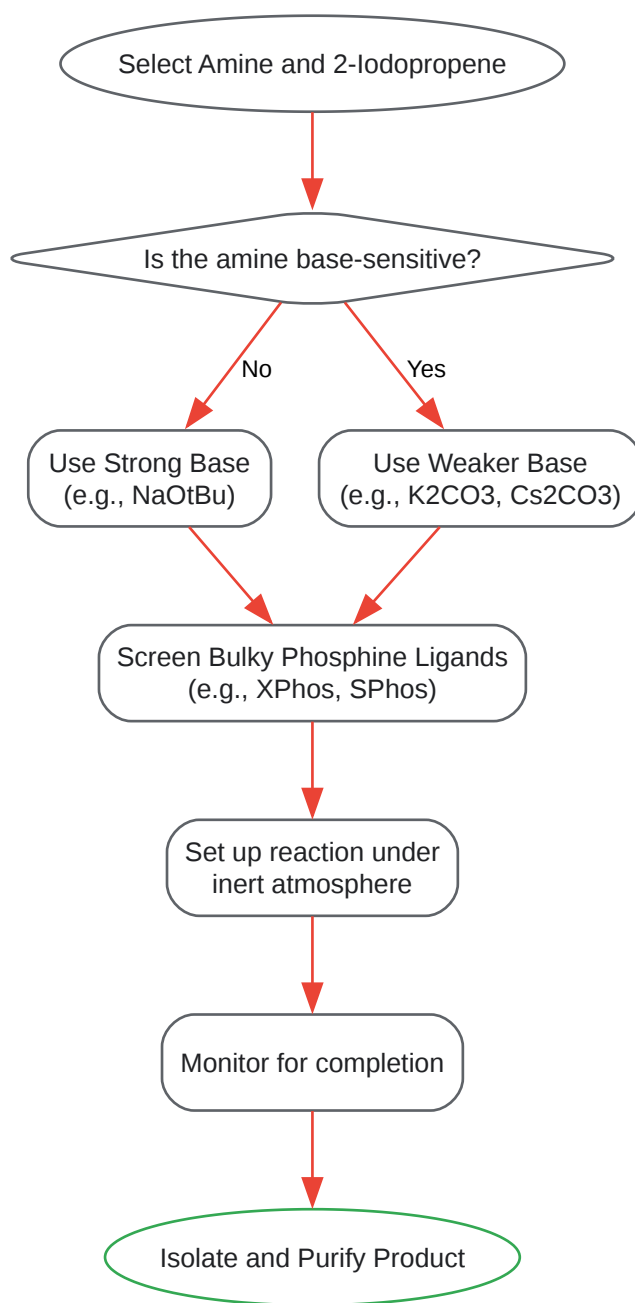 Select Amine and 2-Iodopropene
Is the amine base-sensitive?
No
Yes
Use Strong Base
(e.g., NaOtBu)
Use Weaker Base
(e.g., K2CO3, Cs2CO3)
Screen Bulky Phosphine Ligands
(e.g., XPhos, SPhos)
Set up reaction under
inert atmosphere
Monitor for completion
Isolate and Purify Product